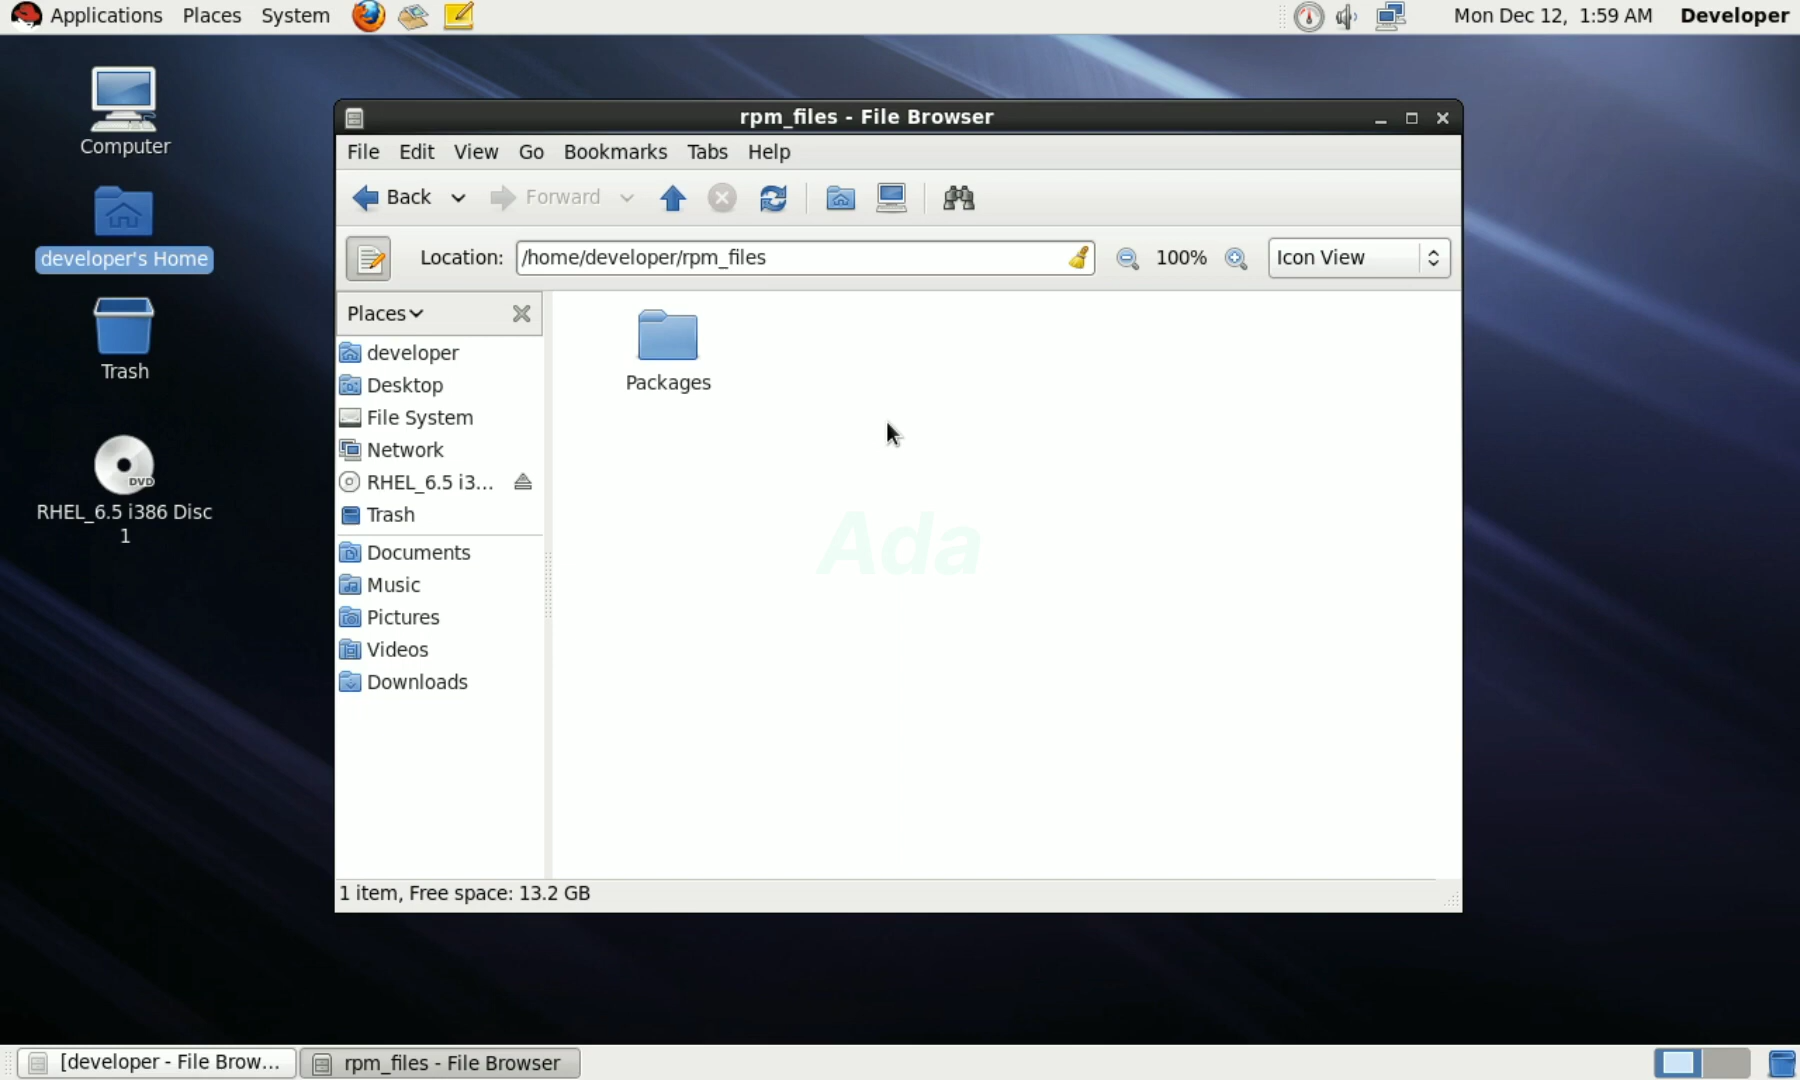 Applications Places System
Mon Dec 12, 1:59 AM Developer
Computer
developer's Home
Trash
DVD
RHEL_6.5 i386 Disc
1
rpm_files - File Browser
File Edit View Go Bookmarks Tabs Help
Back Forward
Location: /home/developer/rpm_files 100% Icon View
Places
developer
Desktop
File System
Network
RHEL_6.5 i3...
Trash
Documents
Music
Pictures
Videos
Downloads
Packages
Ada
1 item, Free space: 13.2 GB
[developer - File Brow... rpm_files - File Browser